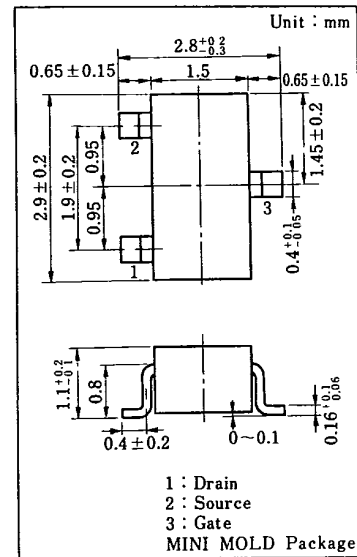 Unit : mm
2.8 +0.2 −0.3
0.65±0.15
1.5
0.65±0.15
2
2.9±0.2
1.9±0.2
0.95
0.95
1.45±0.2
3
0.4 +0.1 −0.05
1
1.1 +0.2 −0.1
0.8
0.4±0.2
0~0.1
0.16 +0.1 −0.06
1 : Drain
2 : Source
3 : Gate
MINI MOLD Package